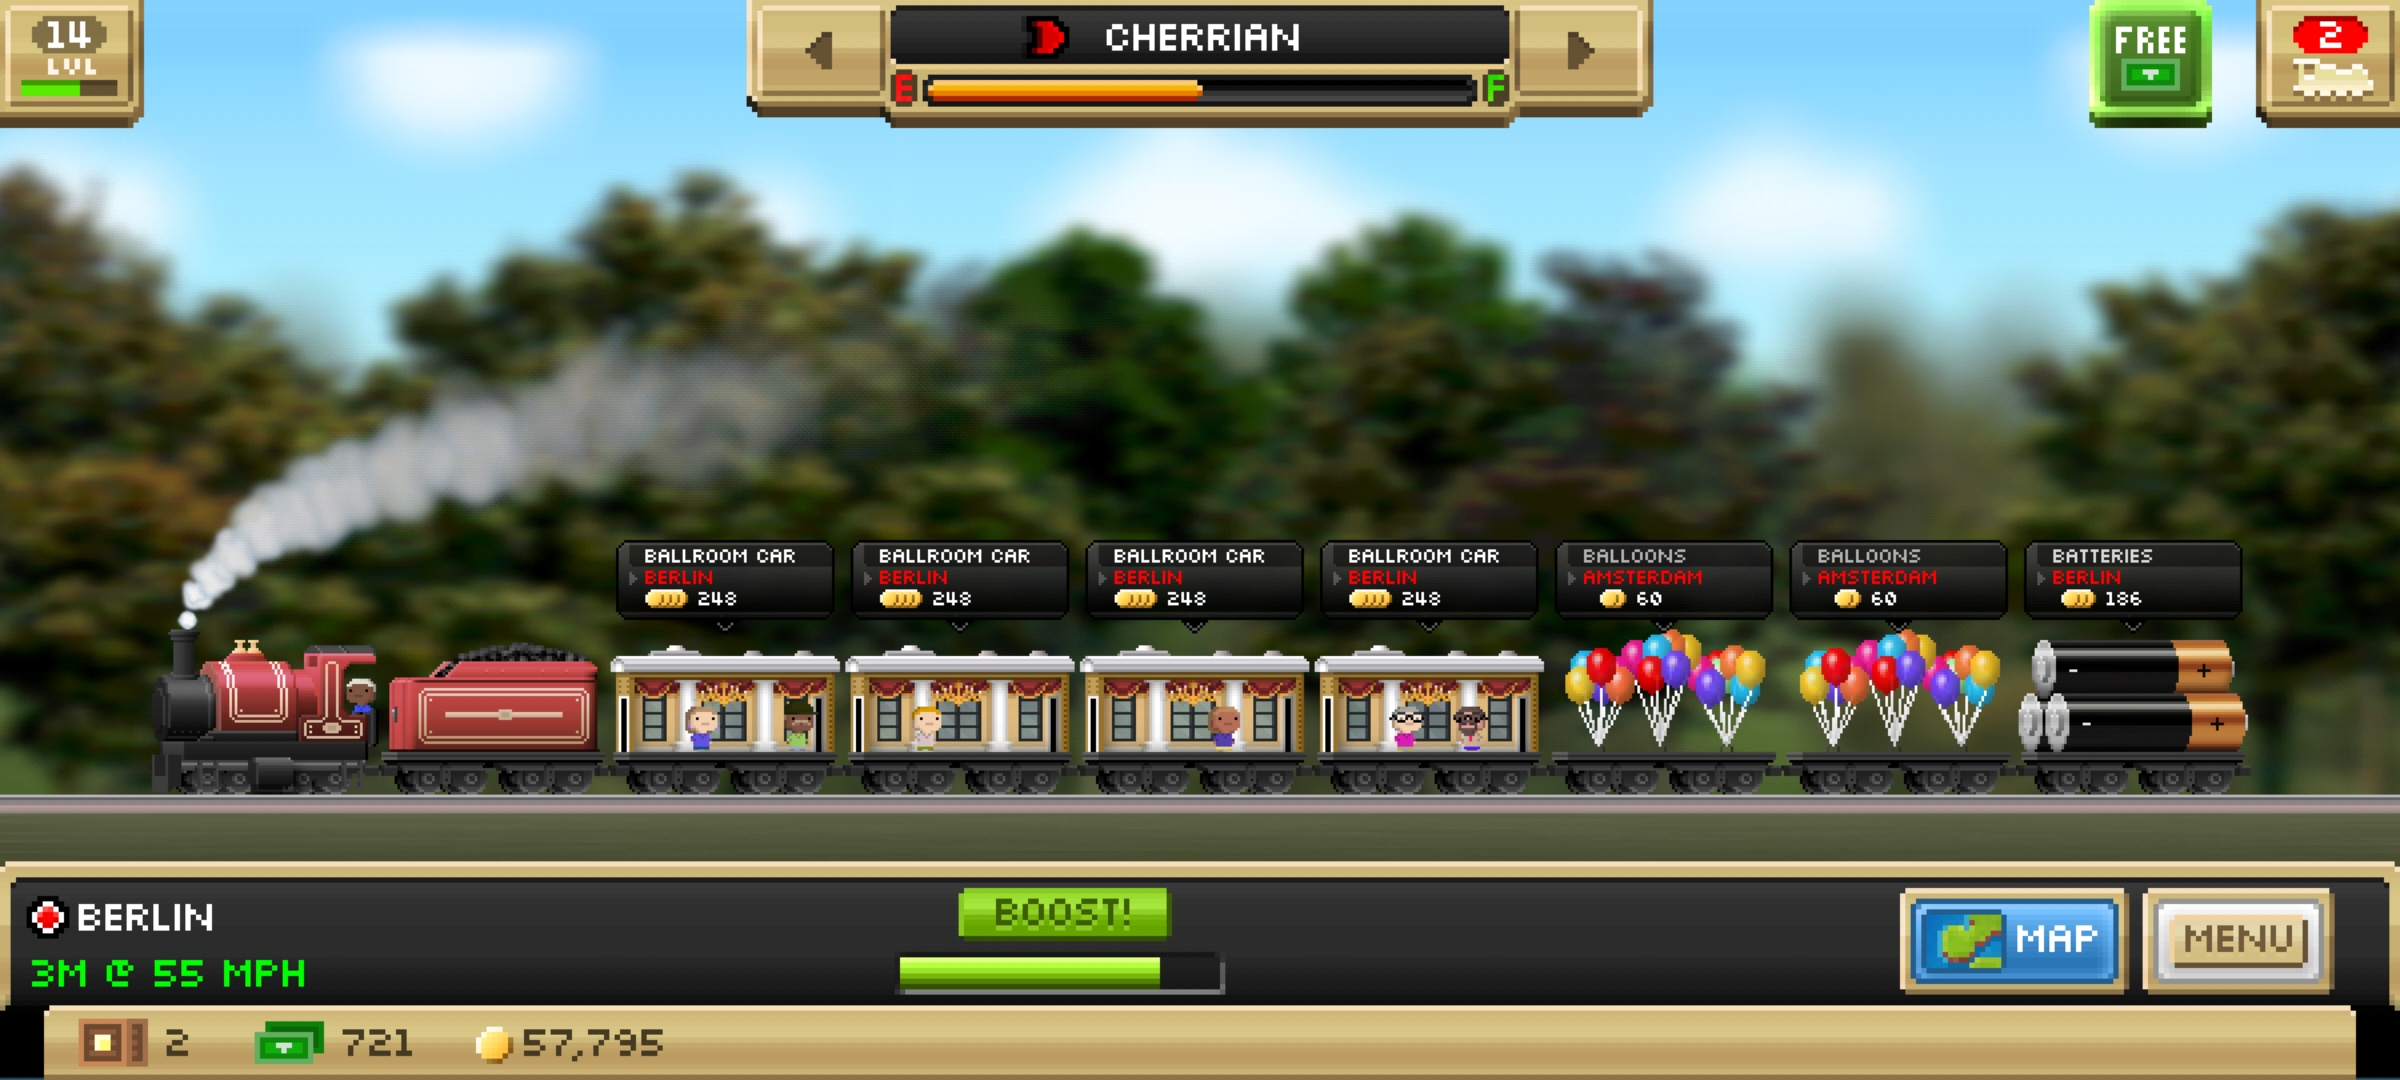 14
LVL
CHERRIAN
E F
FREE
2
BALLROOM CAR
BERLIN
248
BALLROOM CAR
BERLIN
248
BALLROOM CAR
BERLIN
248
BALLROOM CAR
BERLIN
248
BALLOONS
AMSTERDAM
60
BALLOONS
AMSTERDAM
60
BATTERIES
BERLIN
186
- +
- +
BERLIN
3M @ 55 MPH
BOOST!
MAP
MENU
2
721
57,795